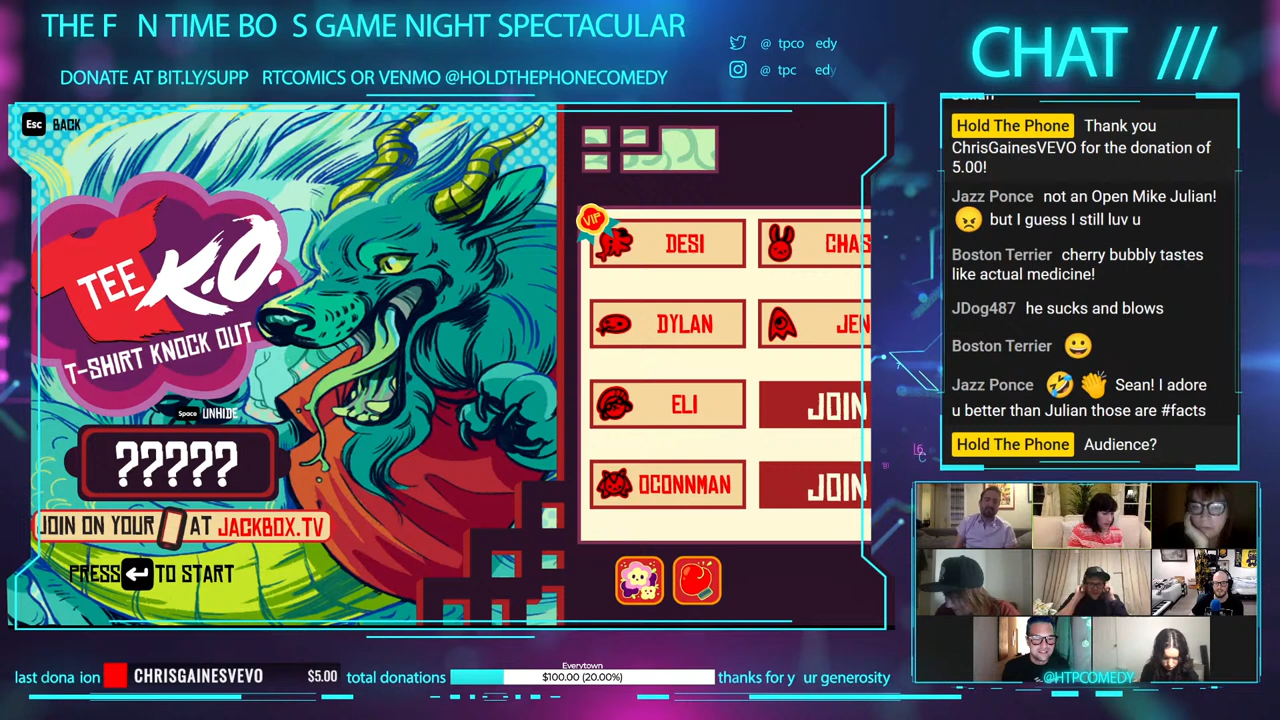 THE F N TIME BO S GAME NIGHT SPECTACULAR
DONATE AT BIT.LY/SUPP RTCOMICS OR VENMO @HOLDTHEPHONECOMEDY
@ tpco edy
@ tpc edy
CHAT ///
Esc BACK
TEE K.O.
T-SHIRT KNOCK OUT
Space UNHIDE
?????
JOIN ON YOUR AT JACKBOX.TV
PRESS TO START
VIP
DESI
CHAS
DYLAN
JEN
ELI
JOIN
OCONNMAN
JOIN
Hold The Phone Thank you
ChrisGainesVEVO for the donation of
5.00!
Jazz Ponce not an Open Mike Julian!
😠 but I guess I still luv u
Boston Terrier cherry bubbly tastes
like actual medicine!
JDog487 he sucks and blows
Boston Terrier 😀
Jazz Ponce 🤣👏 Sean! I adore
u better than Julian those are #facts
Hold The Phone Audience?
@HTPCOMEDY
last dona ion CHRISGAINESVEVO $5.00
total donations
Everytown
$100.00 (20.00%)
thanks for y ur generosity